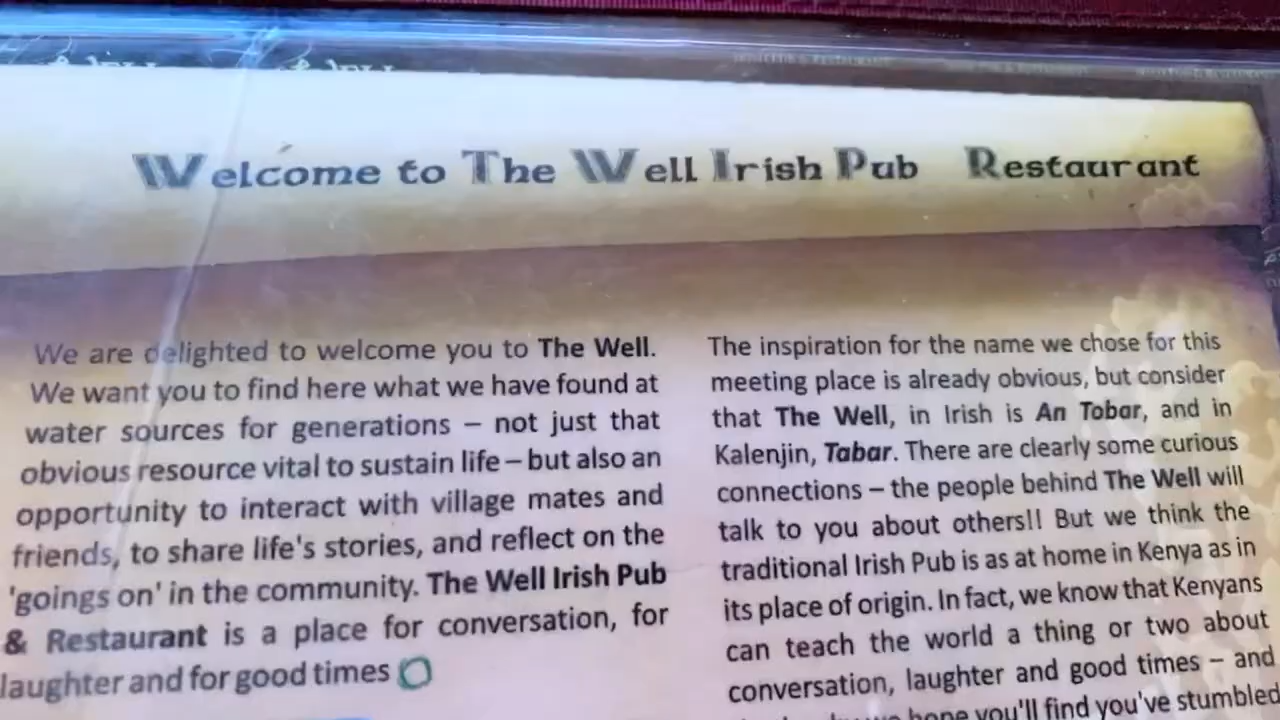 Welcome to The Well Irish Pub Restaurant
We are delighted to welcome you to The Well.
We want you to find here what we have found at
water sources for generations – not just that
obvious resource vital to sustain life – but also an
opportunity to interact with village mates and
friends, to share life's stories, and reflect on the
'goings on' in the community. The Well Irish Pub
& Restaurant is a place for conversation, for
laughter and for good times
The inspiration for the name we chose for this
meeting place is already obvious, but consider
that The Well, in Irish is An Tobar, and in
Kalenjin, Tabar. There are clearly some curious
connections – the people behind The Well will
talk to you about others!! But we think the
traditional Irish Pub is as at home in Kenya as in
its place of origin. In fact, we know that Kenyans
can teach the world a thing or two about
conversation, laughter and good times – and
hope you'll find you've stumbled